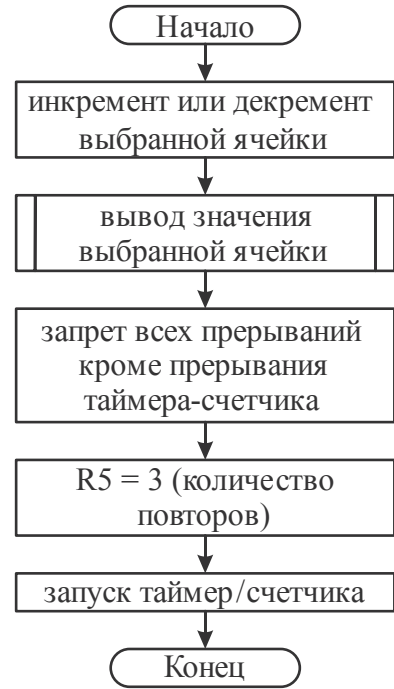 Начало
инкремент или декремент
выбранной ячейки
вывод значения
выбранной ячейки
запрет всех прерываний
кроме прерывания
таймера-счетчика
R5 = 3 (количество
повторов)
запуск таймер/счетчика
Конец